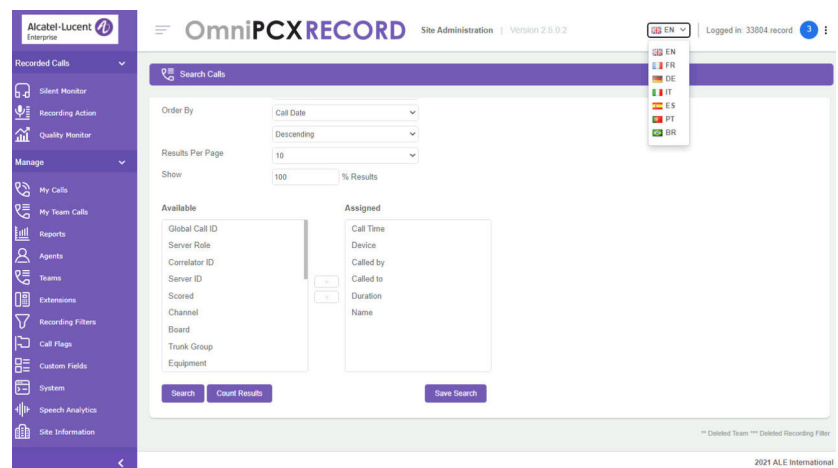 Alcatel·Lucent
Enterprise
OmniPCX RECORD
Site Administration | Version 2.5.0.2
EN
Logged in: 33804 record
3
EN
FR
DE
IT
ES
PT
BR
Recorded Calls
Silent Monitor
Recording Action
Quality Monitor
Manage
My Calls
My Team Calls
Reports
Agents
Teams
Extensions
Recording Filters
Call Flags
Custom Fields
System
Speech Analytics
Site Information
Search Calls
Order By
Call Date
Descending
Results Per Page
10
Show
100
% Results
Available
Global Call ID
Server Role
Correlator ID
Server ID
Scored
Channel
Board
Trunk Group
Equipment
Assigned
Call Time
Device
Called by
Called to
Duration
Name
Search
Count Results
Save Search
** Deleted Team *** Deleted Recording Filter
2021 ALE International